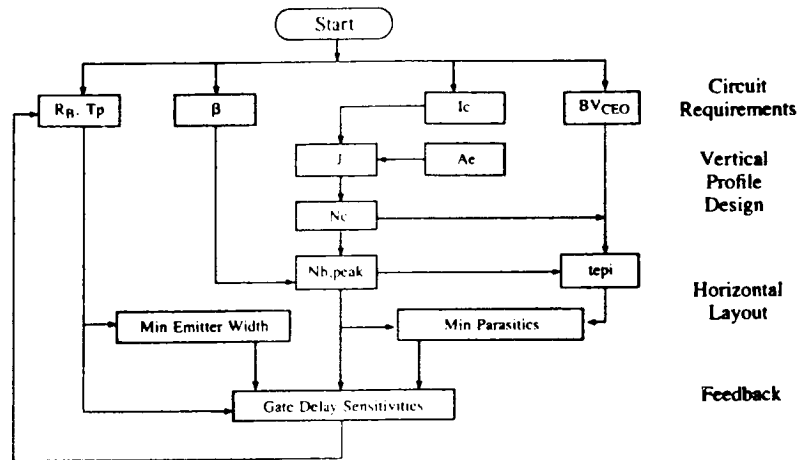 Start
R_B, Tp
β
Ic
BV_CEO
Circuit
Requirements
J
Ae
Vertical
Profile
Design
Nc
Nb,peak
tepi
Horizontal
Layout
Min Emitter Width
Min Parasitics
Gate Delay Sensitivities
Feedback